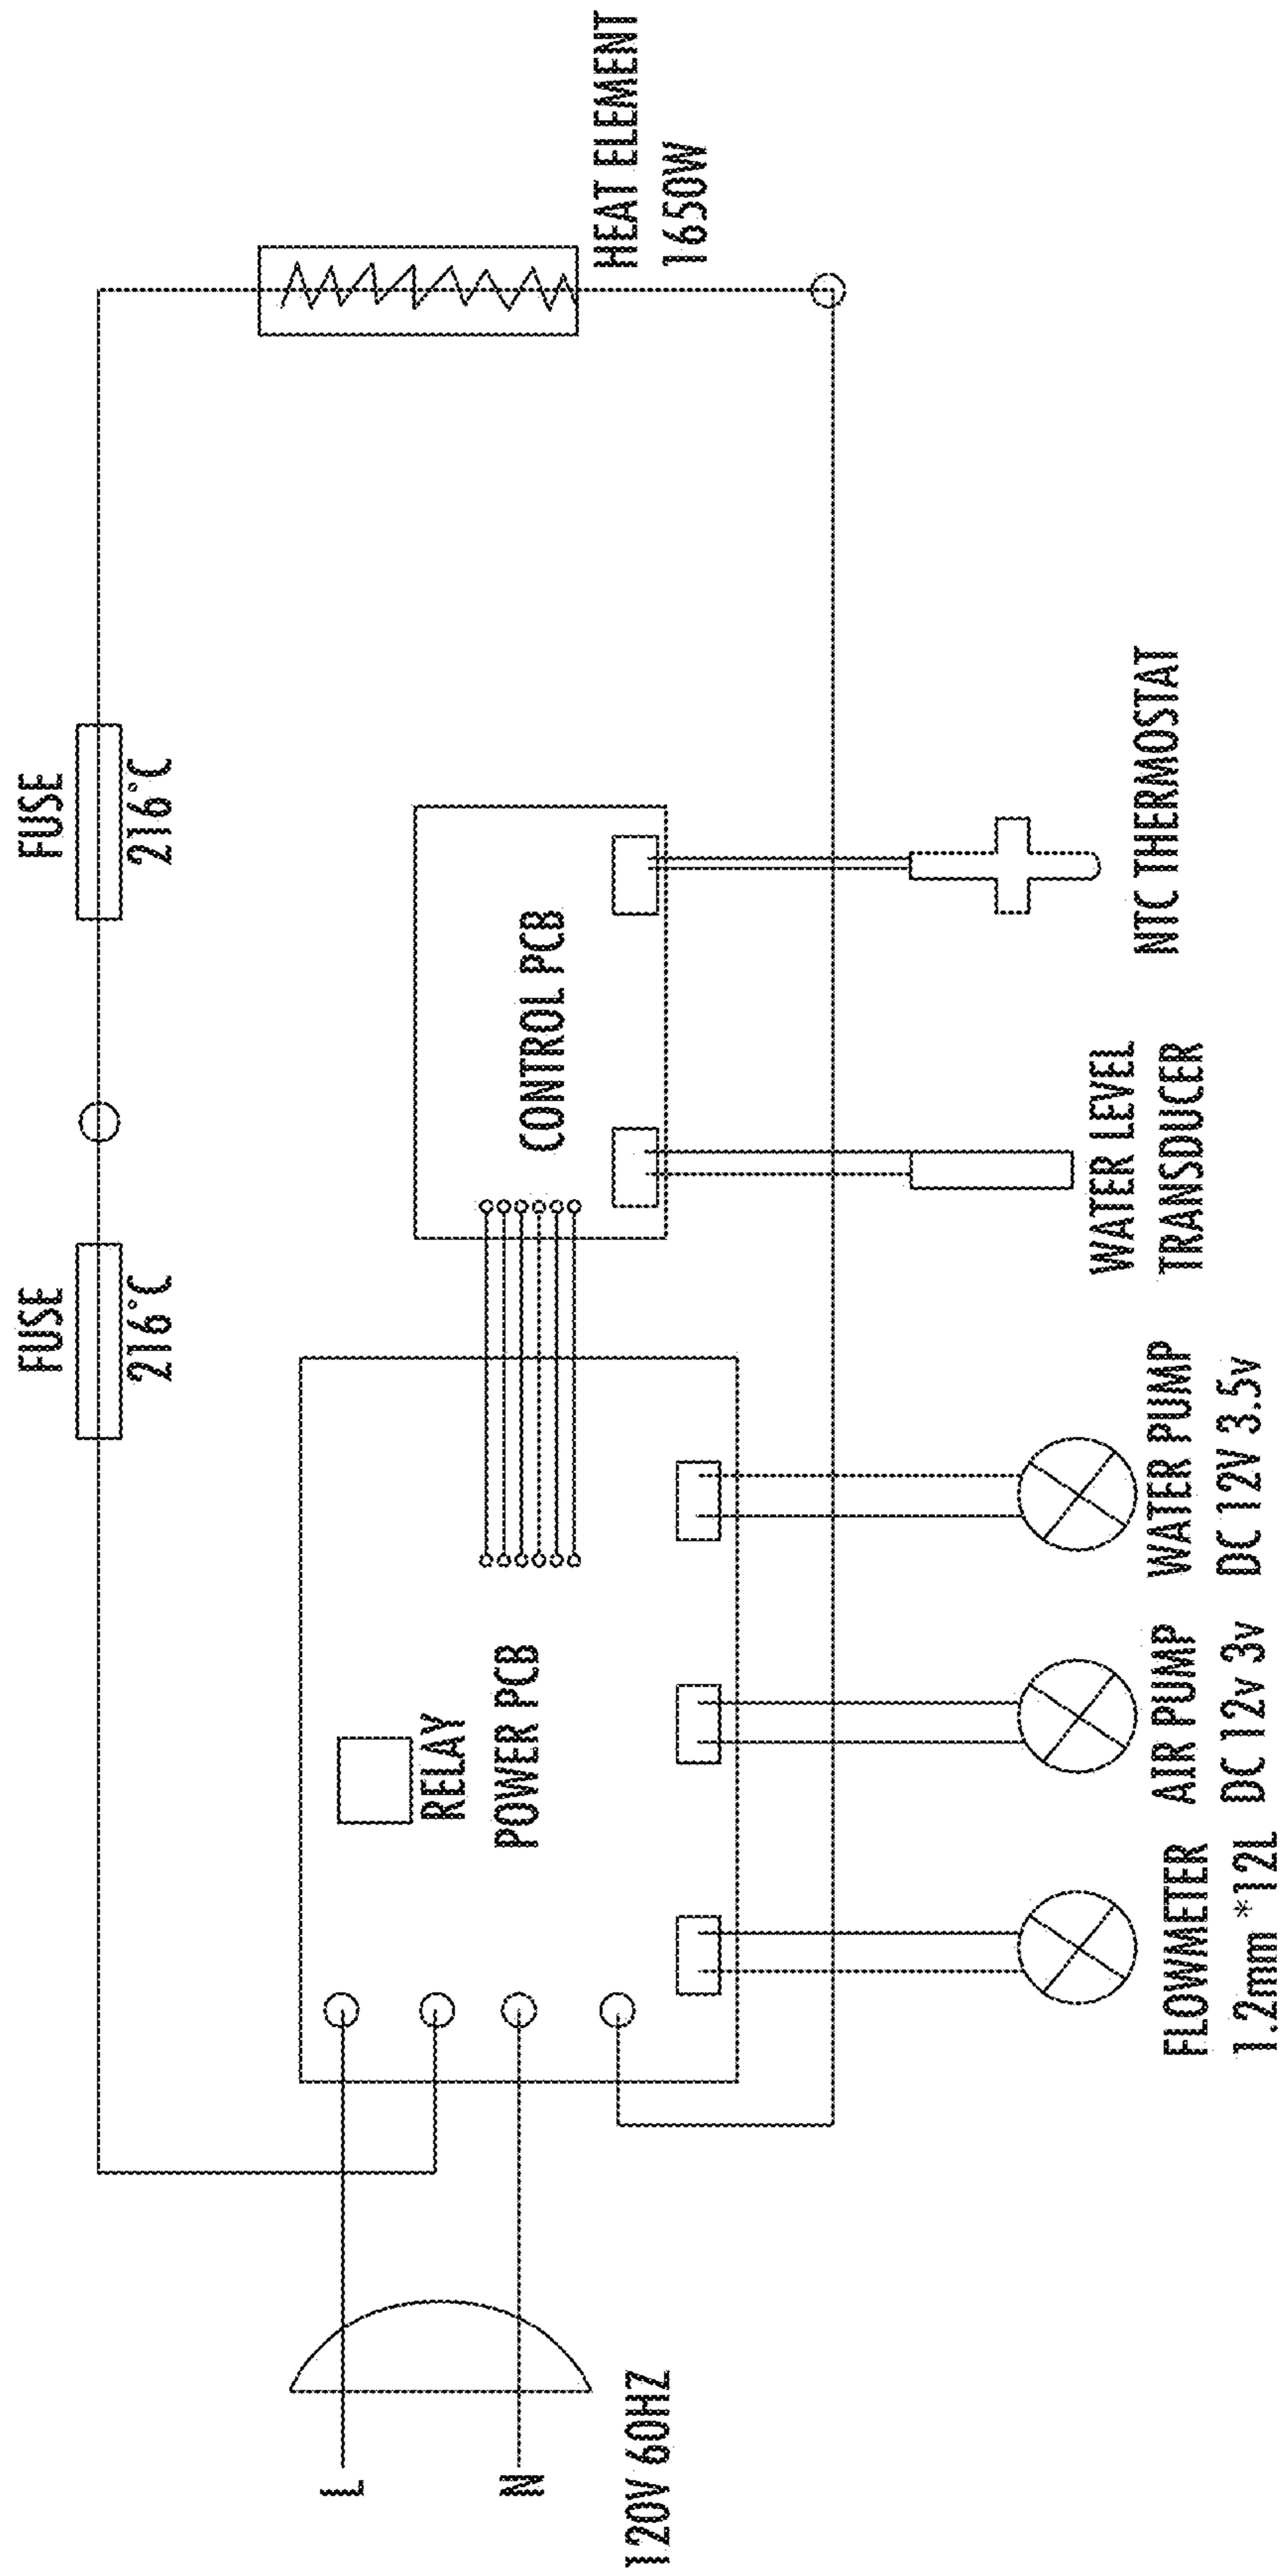 FUSE
216°C
FUSE
216°C
HEAT ELEMENT
1650W
RELAY
POWER PCB
CONTROL PCB
L
N
120V 60HZ
FLOWMETER
1.2mm *12L
AIR PUMP
DC 12v 3v
WATER PUMP
DC 12V 3.5v
WATER LEVEL
TRANSDUCER
NTC THERMOSTAT